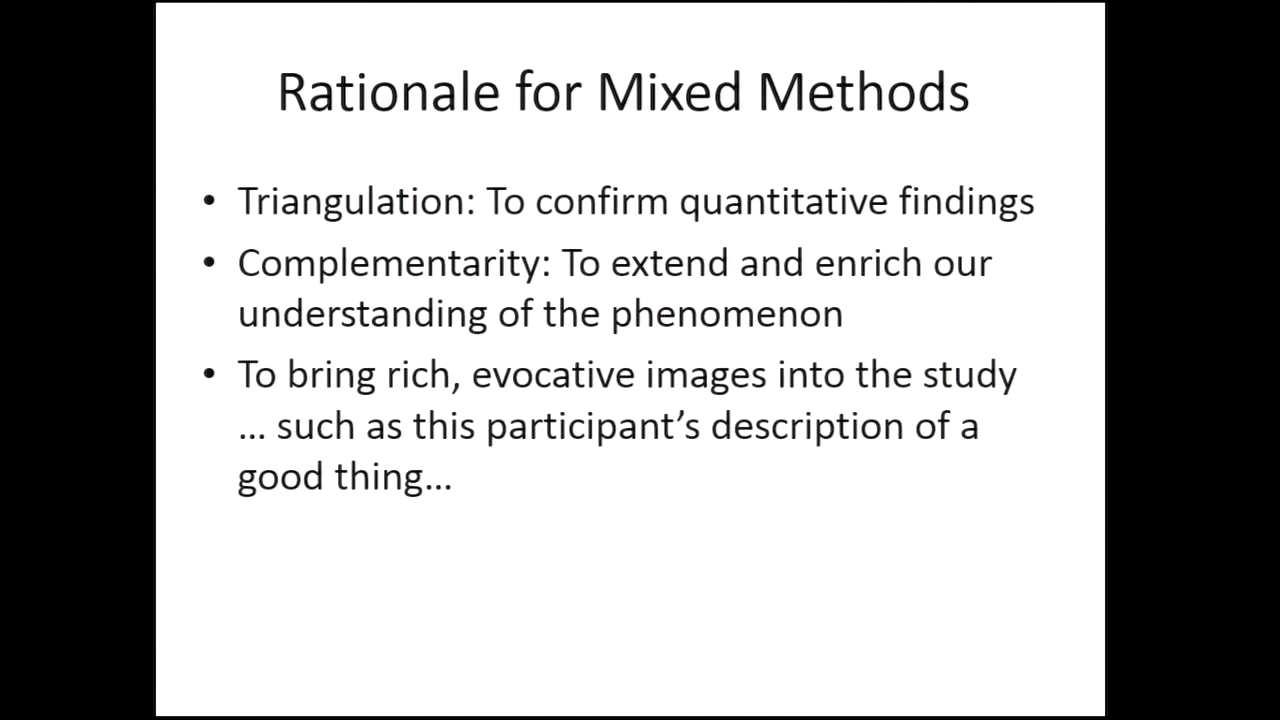 Rationale for Mixed Methods
• Triangulation: To confirm quantitative findings
• Complementarity: To extend and enrich our
understanding of the phenomenon
• To bring rich, evocative images into the study
... such as this participant’s description of a
good thing...